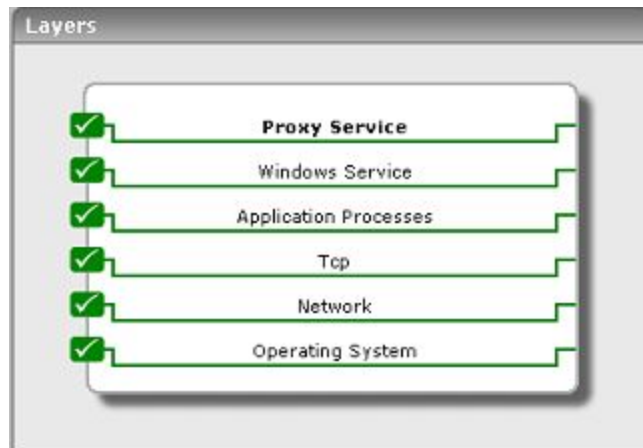 Layers
Proxy Service
Windows Service
Application Processes
Tcp
Network
Operating System